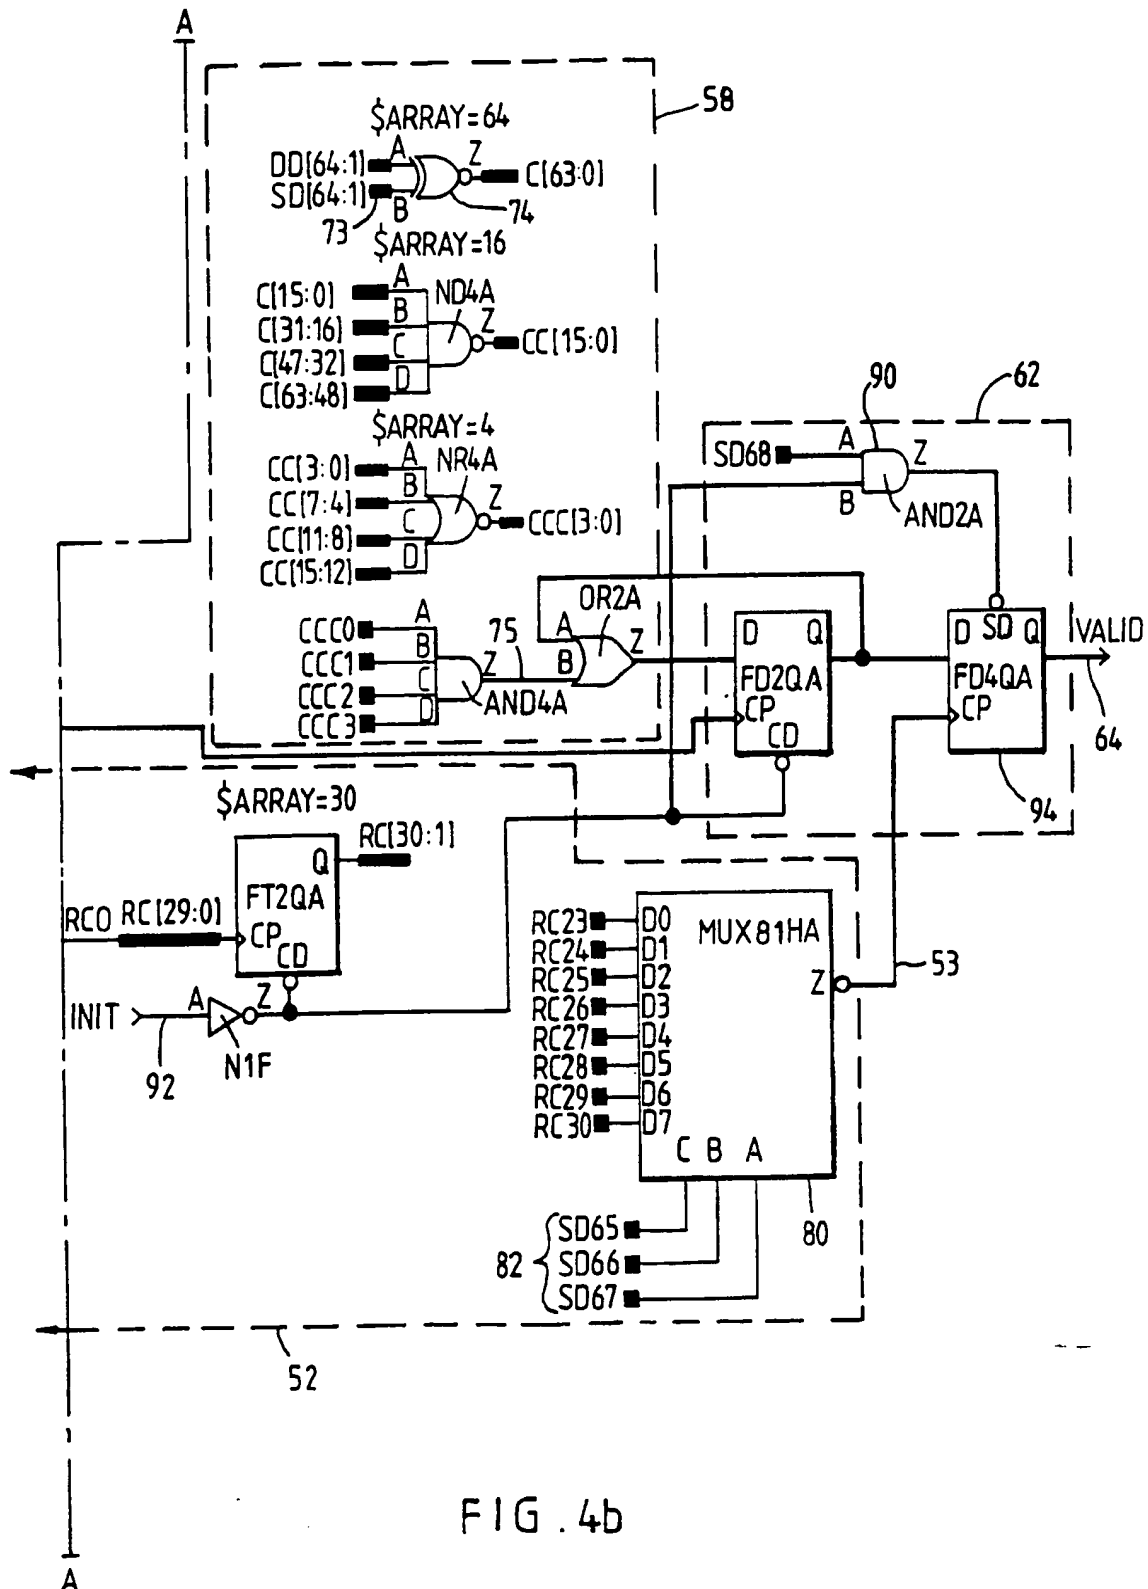 A
58
$ARRAY=64
DD[64:1]
A
Z
C[63:0]
SD[64:1]
B
73
74
$ARRAY=16
C[15:0]
A
ND4A
C[31:16]
B
Z
CC[15:0]
C[47:32]
C
C[63:48]
D
$ARRAY=4
CC[3:0]
A
NR4A
CC[7:4]
B
Z
CCC[3:0]
CC[11:8]
C
CC[15:12]
D
90
62
SD68
A
Z
B
AND2A
CCC0
A
75
OR2A
CCC1
B
Z
A
Z
CCC2
C
B
CCC3
D
AND4A
D
Q
FD2QA
CP
CD
D
SD
Q
VALID
FD4QA
CP
64
94
$ARRAY=30
Q
RC[30:1]
FT2QA
RC0
RC[29:0]
CP
CD
INIT
A
Z
92
N1F
RC23
D0
MUX81HA
RC24
D1
RC25
D2
Z
53
RC26
D3
RC27
D4
RC28
D5
RC29
D6
RC30
D7
C B A
80
82
SD65
SD66
SD67
52
FIG.4b
A